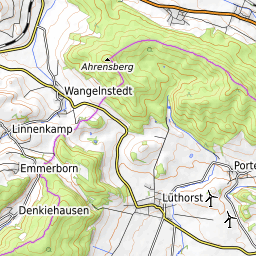 Ahrensberg
Wangelnstedt
Linnenkamp
Emmerborn
Porte
Lüthorst
Denkiehausen